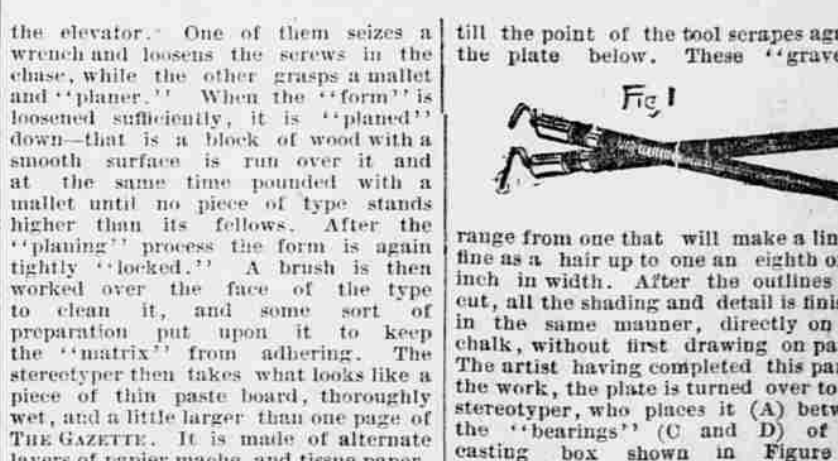 the elevator. One of them seizes a
wrench and loosens the screws in the
chase, while the other grasps a mallet
and "planer." When the "form" is
loosened sufficiently, it is "planed"
down—that is a block of wood with a
smooth surface is run over it and
at the same time pounded with a
mallet until no piece of type stands
higher than its fellows. After the
"planing" process the form is again
tightly "locked." A brush is then
worked over the face of the type
to clean it, and some sort of
preparation put upon it to keep
the "matrix" from adhering. The
stereotyper then takes what looks like a
piece of thin paste board, thoroughly
wet, and a little larger than one page of
THE GAZETTE. It is made of alternate
layers of papier mache and tissue paper
till the point of the tool scrapes
the plate below. These
Fig 1
range from one that will make a
fine as a hair up to one an eighth
inch in width. After the outlines
cut, all the shading and detail is
in the same manner, directly on
chalk, without first drawing on
The artist having completed this
the work, the plate is turned over to
stereotyper, who places it (A)
the "bearings" (C and D) of
casting box shown in Figure